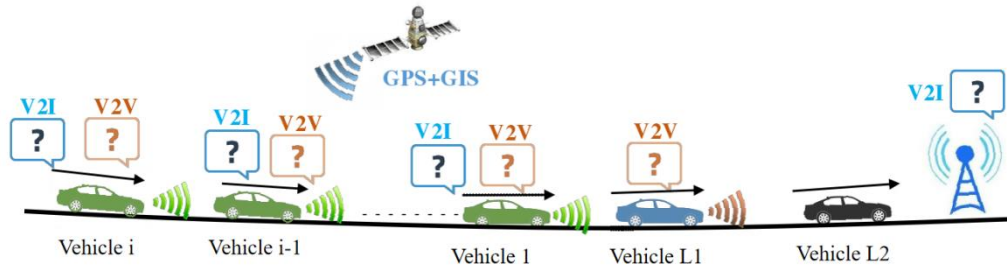 GPS+GIS
V2I
V2V
?
?
V2I
V2V
?
?
V2I
V2V
?
?
V2V
?
V2I
?
Vehicle i
Vehicle i-1
Vehicle 1
Vehicle L1
Vehicle L2